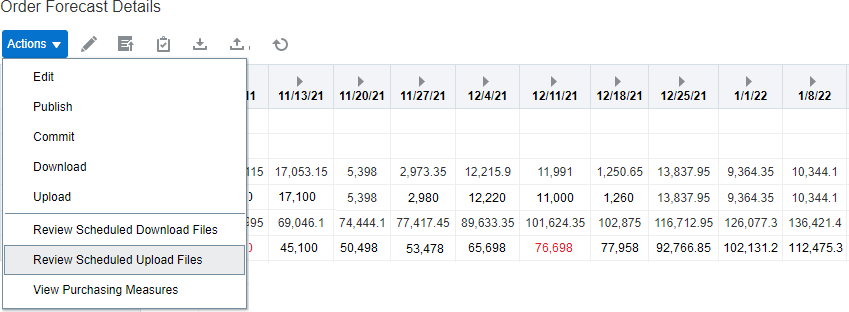 Order Forecast Details
Actions
Edit
Publish
Commit
Download
Upload
Review Scheduled Download Files
Review Scheduled Upload Files
View Purchasing Measures
11/13/21 11/20/21 11/27/21 12/4/21 12/11/21 12/18/21 12/25/21 1/1/22 1/8/22
17,053.15 5,398 2,973.35 12,215.9 11,991 1,250.65 13,837.95 9,364.35 10,344.1
17,100 5,398 2,980 12,220 11,000 1,260 13,837.95 9,364.35 10,344.1
69,046.1 74,444.1 77,417.45 89,633.35 101,624.35 102,875 116,712.95 126,077.3 136,421.4
45,100 50,498 53,478 65,698 76,698 77,958 92,766.85 102,131.2 112,475.3